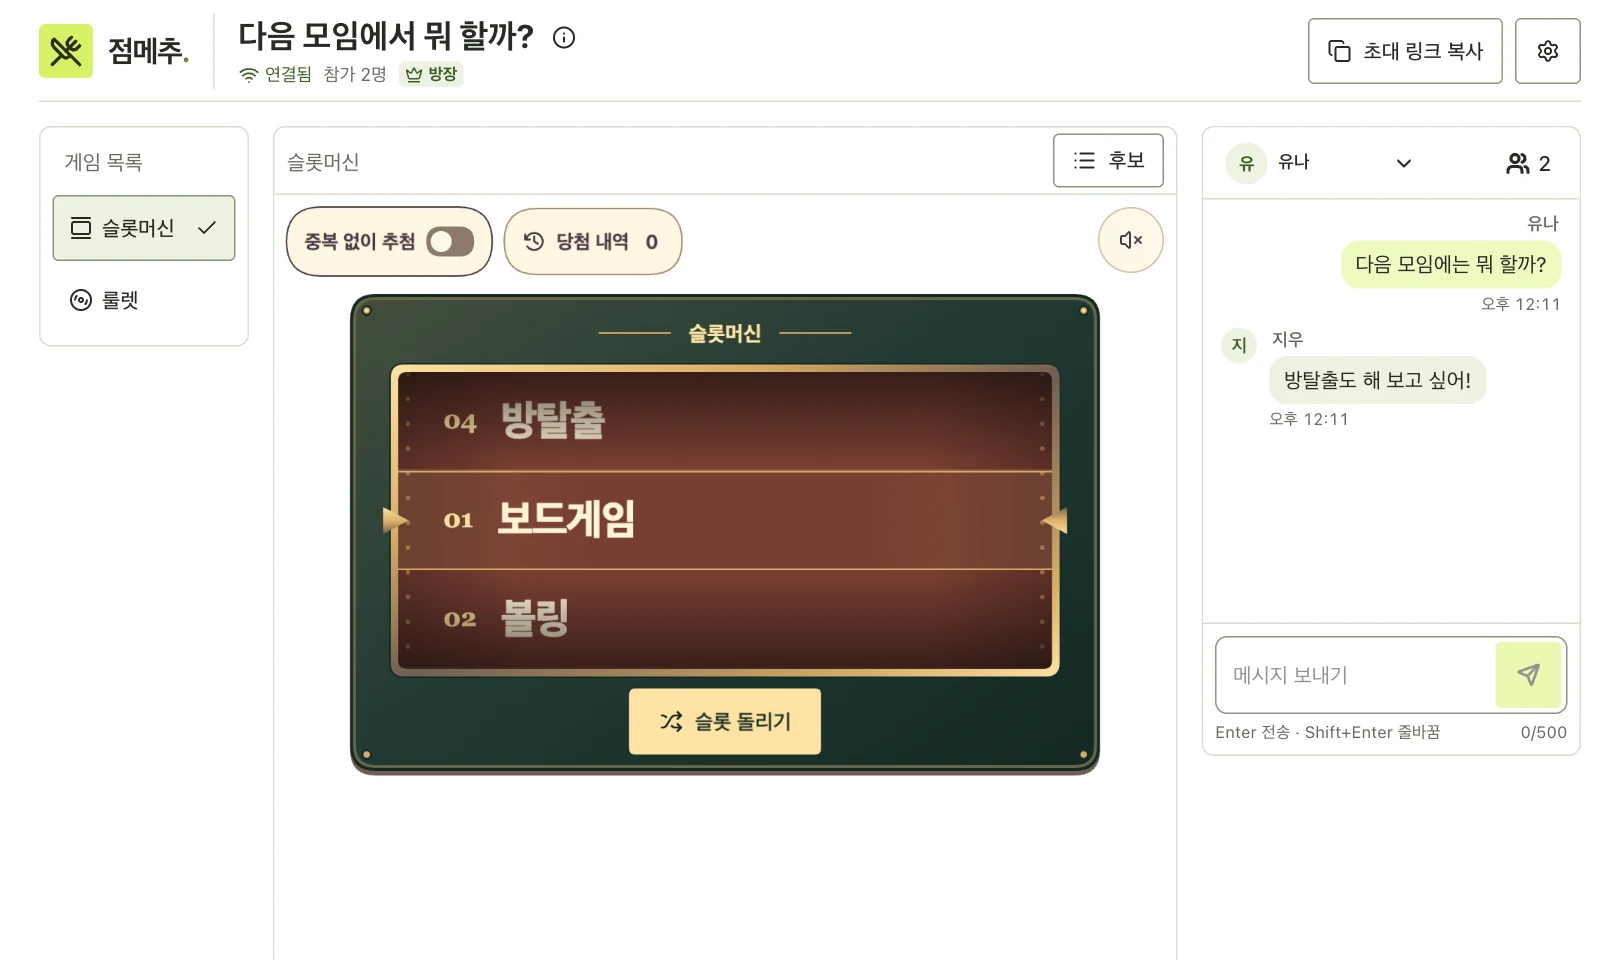 점메추.
다음 모임에서 뭐 할까?
연결됨 참가 2명 방장
초대 링크 복사
게임 목록
슬롯머신
룰렛
슬롯머신
후보
중복 없이 추첨
당첨 내역 0
슬롯머신
04 방탈출
01 보드게임
02 볼링
슬롯 돌리기
유 유나
2
유나
다음 모임에는 뭐 할까?
오후 12:11
지 지우
방탈출도 해 보고 싶어!
오후 12:11
메시지 보내기
Enter 전송 · Shift+Enter 줄바꿈
0/500